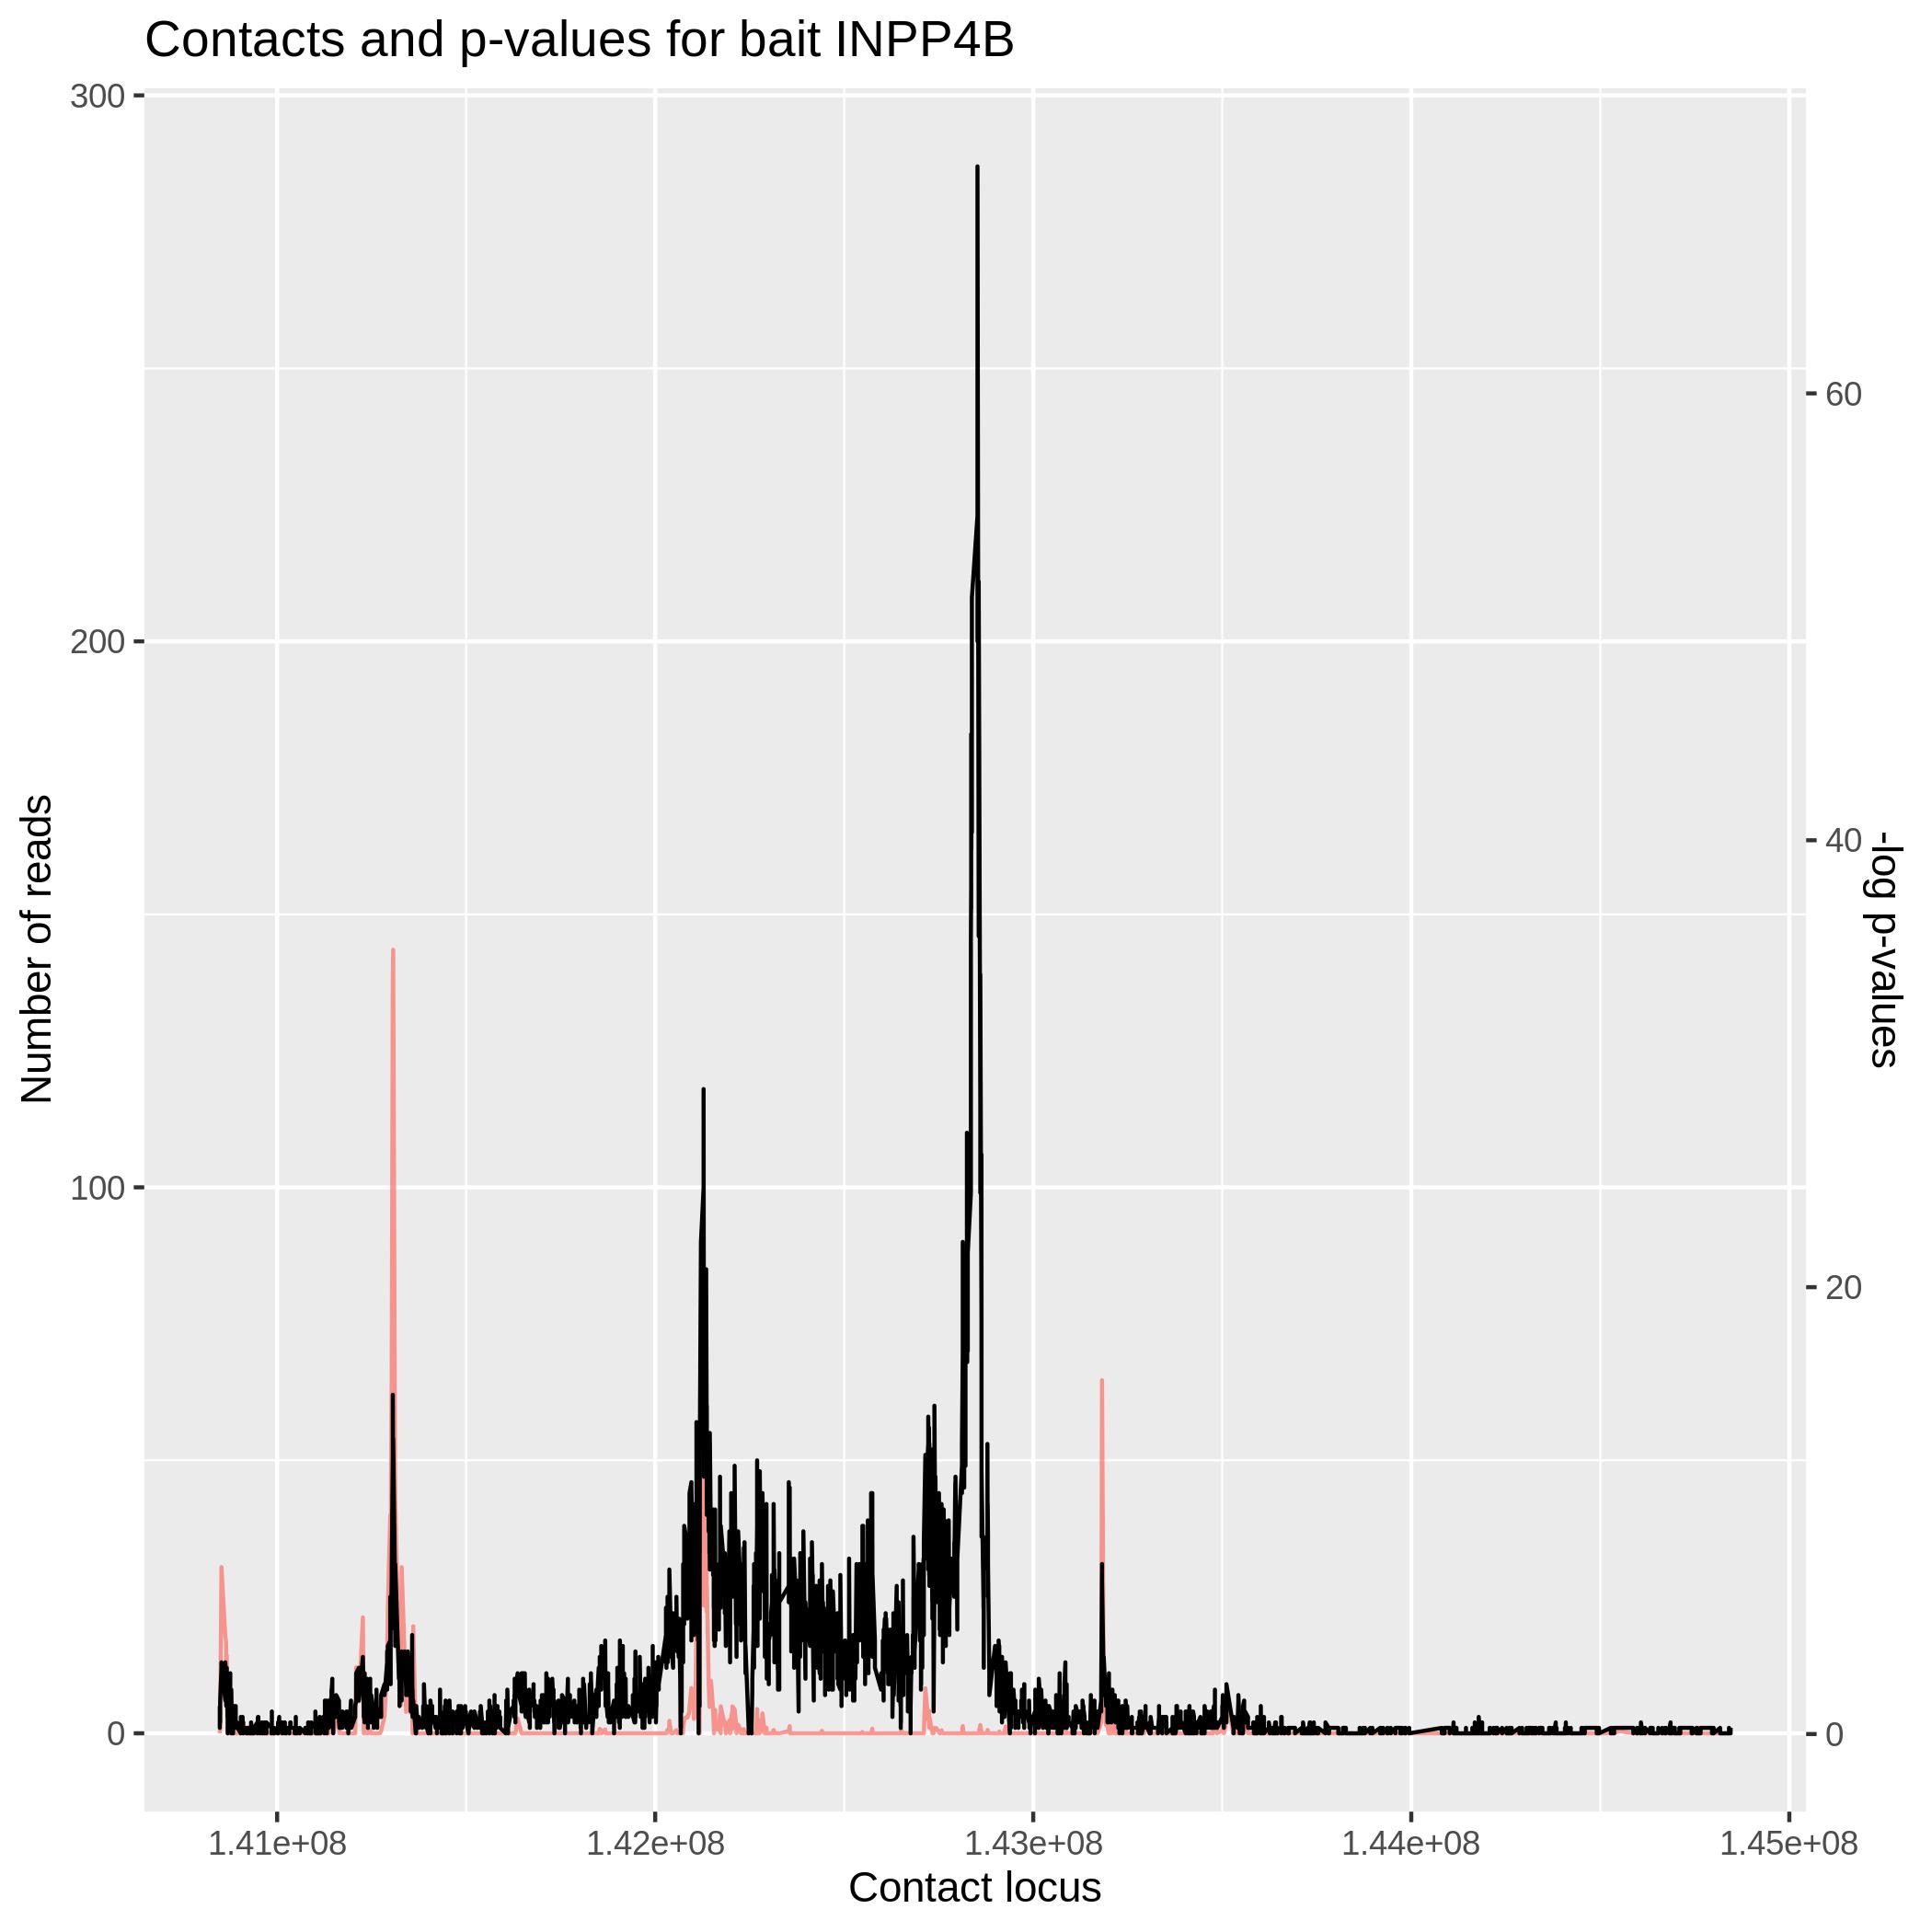 Contacts and p-values for bait INPP4B
300
200
100
0
Number of reads
60
40
20
0
-log p-values
1.41e+08
1.42e+08
1.43e+08
1.44e+08
1.45e+08
Contact locus